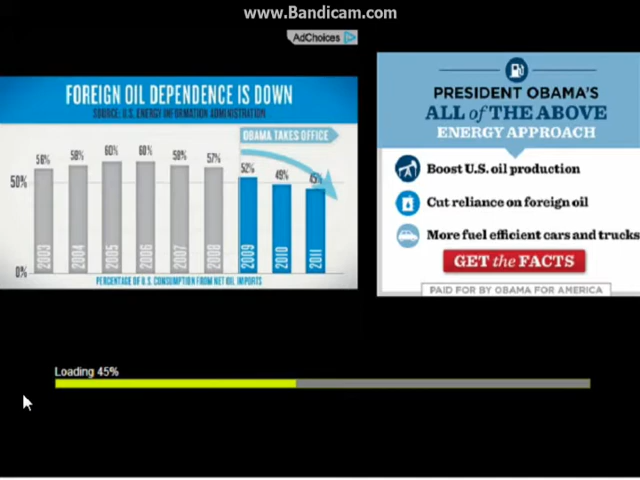 www.Bandicam.com
AdChoices
FOREIGN OIL DEPENDENCE IS DOWN
SOURCE: U.S. ENERGY INFORMATION ADMINISTRATION
OBAMA TAKES OFFICE
56% 58% 60% 60% 58% 57% 52% 49% 45%
50%
0%
2003 2004 2005 2006 2007 2008 2009 2010 2011
PERCENTAGE OF U.S. CONSUMPTION FROM NET OIL IMPORTS
PRESIDENT OBAMA'S
ALL of THE ABOVE
ENERGY APPROACH
Boost U.S. oil production
Cut reliance on foreign oil
More fuel efficient cars and trucks
GET the FACTS
PAID FOR BY OBAMA FOR AMERICA
Loading 45%